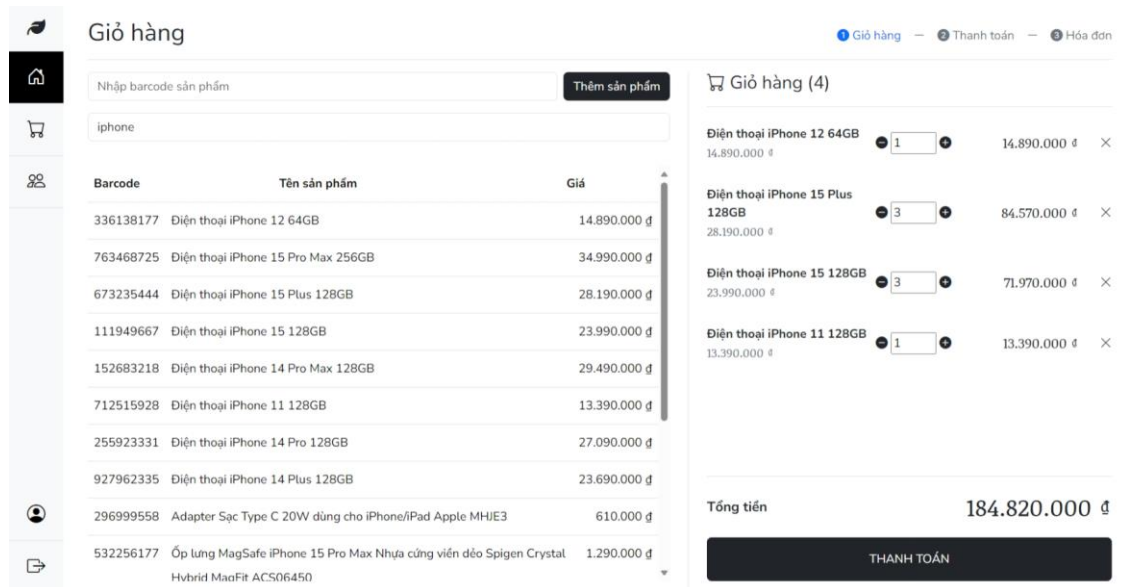 Giỏ hàng
1 Giỏ hàng — 2 Thanh toán — 3 Hóa đơn
Nhập barcode sản phẩm
Thêm sản phẩm
iphone
Barcode Tên sản phẩm Giá
336138177 Điện thoại iPhone 12 64GB 14.890.000 ₫
763468725 Điện thoại iPhone 15 Pro Max 256GB 34.990.000 ₫
673235444 Điện thoại iPhone 15 Plus 128GB 28.190.000 ₫
111949667 Điện thoại iPhone 15 128GB 23.990.000 ₫
152683218 Điện thoại iPhone 14 Pro Max 128GB 29.490.000 ₫
712515928 Điện thoại iPhone 11 128GB 13.390.000 ₫
255923331 Điện thoại iPhone 14 Pro 128GB 27.090.000 ₫
927962335 Điện thoại iPhone 14 Plus 128GB 23.690.000 ₫
296999558 Adapter Sạc Type C 20W dùng cho iPhone/iPad Apple MHJE3 610.000 ₫
532256177 Ốp lưng MagSafe iPhone 15 Pro Max Nhựa cứng viền dẻo Spigen Crystal 1.290.000 ₫
Hybrid MagFit ACS06450
Giỏ hàng (4)
Điện thoại iPhone 12 64GB
14.890.000 ₫
1
14.890.000 ₫
Điện thoại iPhone 15 Plus
128GB
28.190.000 ₫
3
84.570.000 ₫
Điện thoại iPhone 15 128GB
23.990.000 ₫
3
71.970.000 ₫
Điện thoại iPhone 11 128GB
13.390.000 ₫
1
13.390.000 ₫
Tổng tiền 184.820.000 ₫
THANH TOÁN